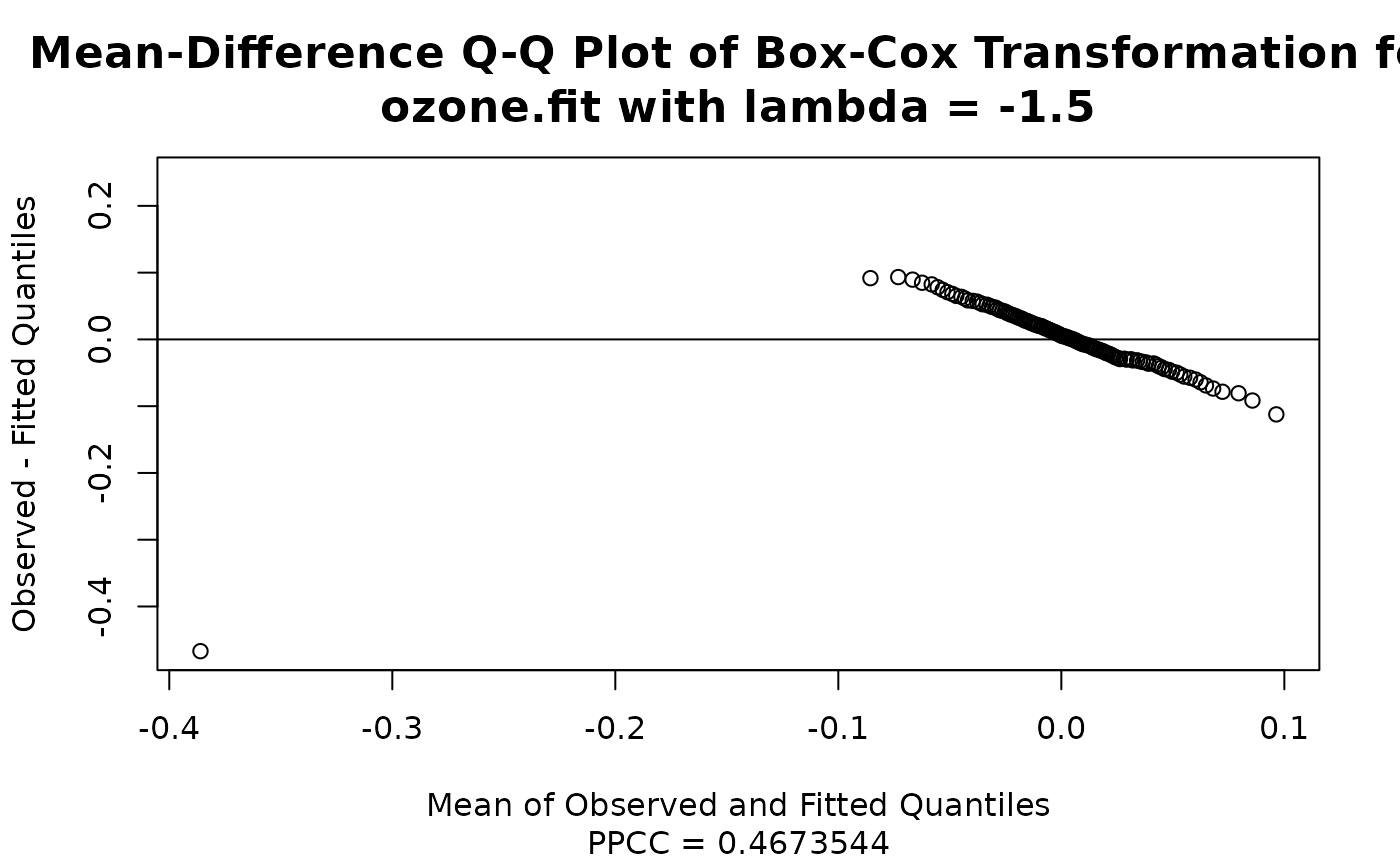 Mean-Difference Q-Q Plot of Box-Cox Transformation
ozone.fit with lambda = -1.5
Observed - Fitted Quantiles
0.2
0.0
-0.2
-0.4
-0.4 -0.3 -0.2 -0.1 0.0 0.1
Mean of Observed and Fitted Quantiles
PPCC = 0.4673544